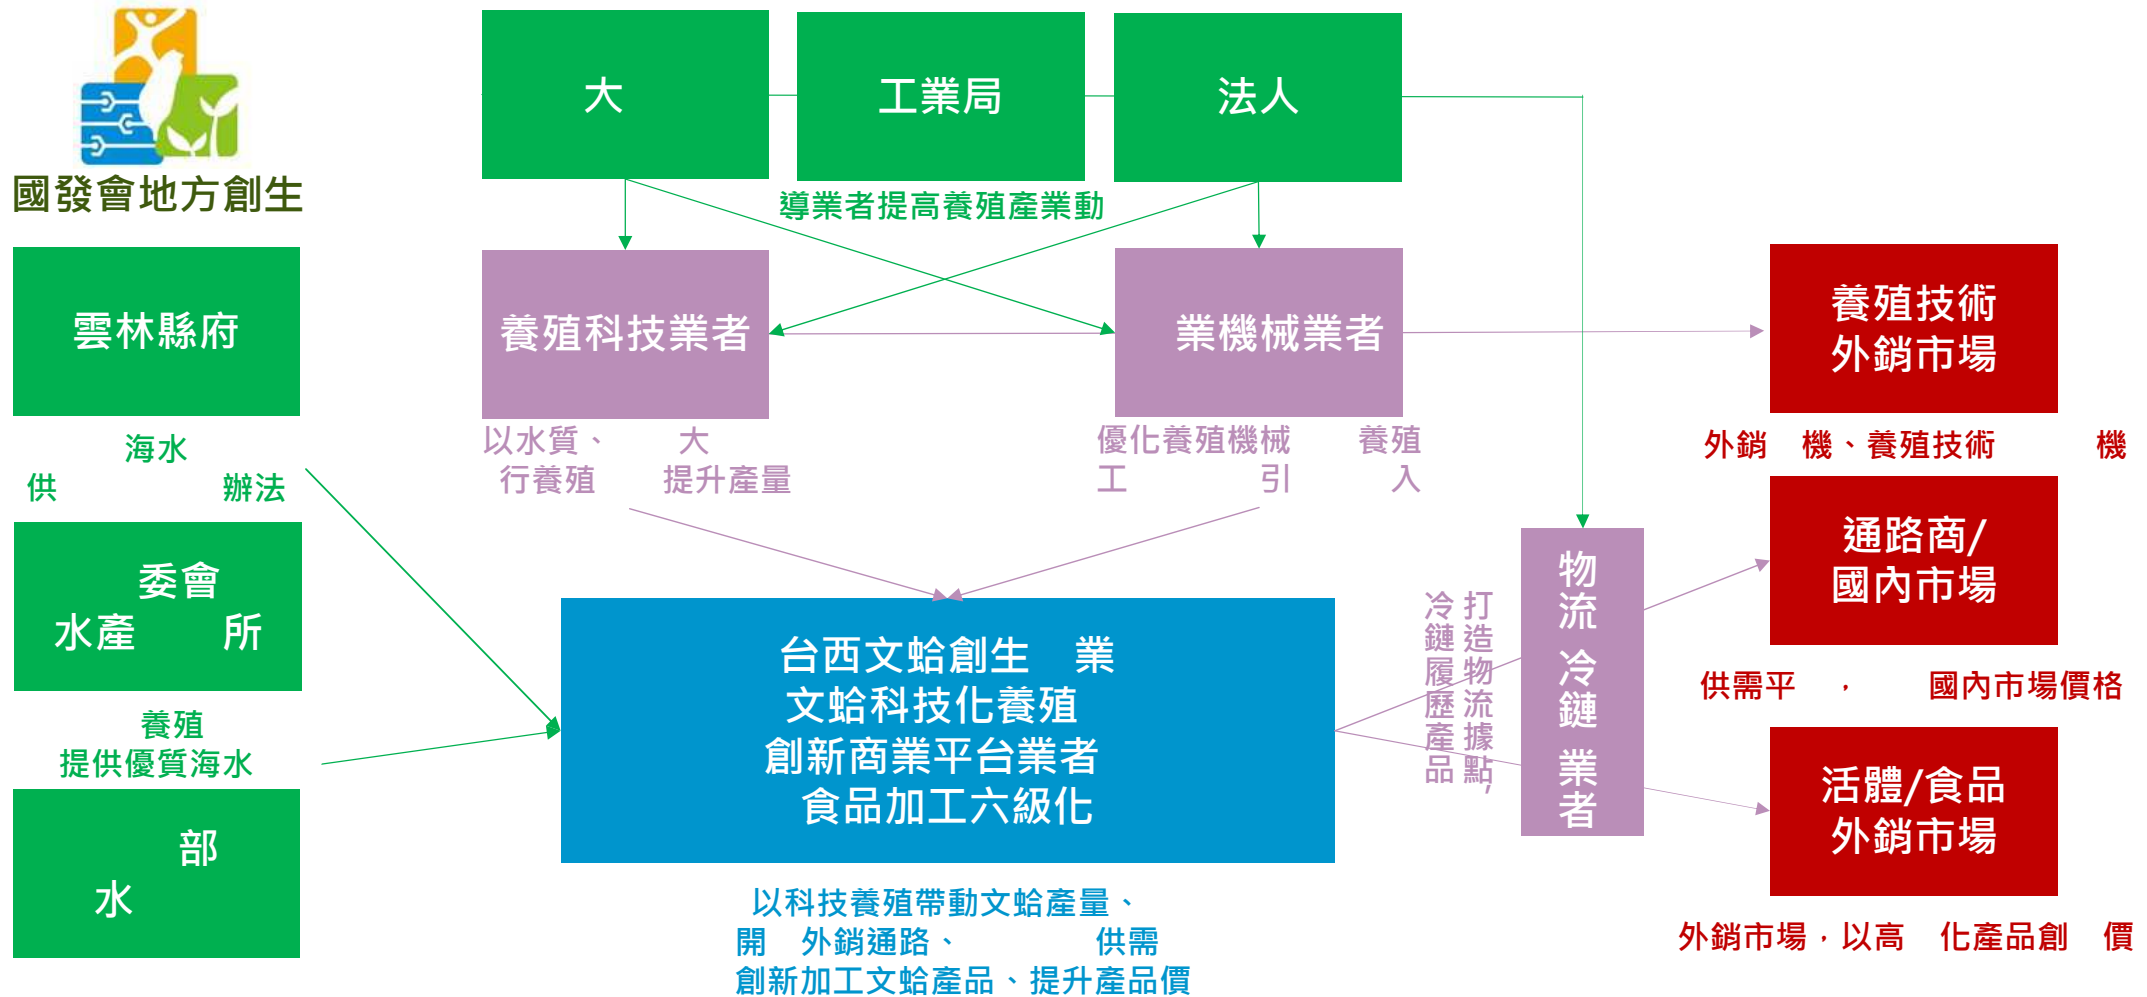 國發會地方創生
大
工業局
法人
導業者提高養殖產業動
雲林縣府
海水
供 辦法
委會
水產 所
養殖
提供優質海水
部
水
養殖科技業者
以水質、 大
行養殖 提升產量
業機械業者
優化養殖機械 養殖
工 引 入
台西文蛤創生 業
文蛤科技化養殖
創新商業平台業者
食品加工六級化
以科技養殖帶動文蛤產量、
開 外銷通路、 供需
創新加工文蛤產品、提升產品價
打造物流據點,
冷鏈履歷產品
物流 冷鏈 業者
養殖技術
外銷市場
外銷 機、養殖技術 機
通路商/
國內市場
供需平 , 國內市場價格
活體/食品
外銷市場
外銷市場,以高 化產品創 價